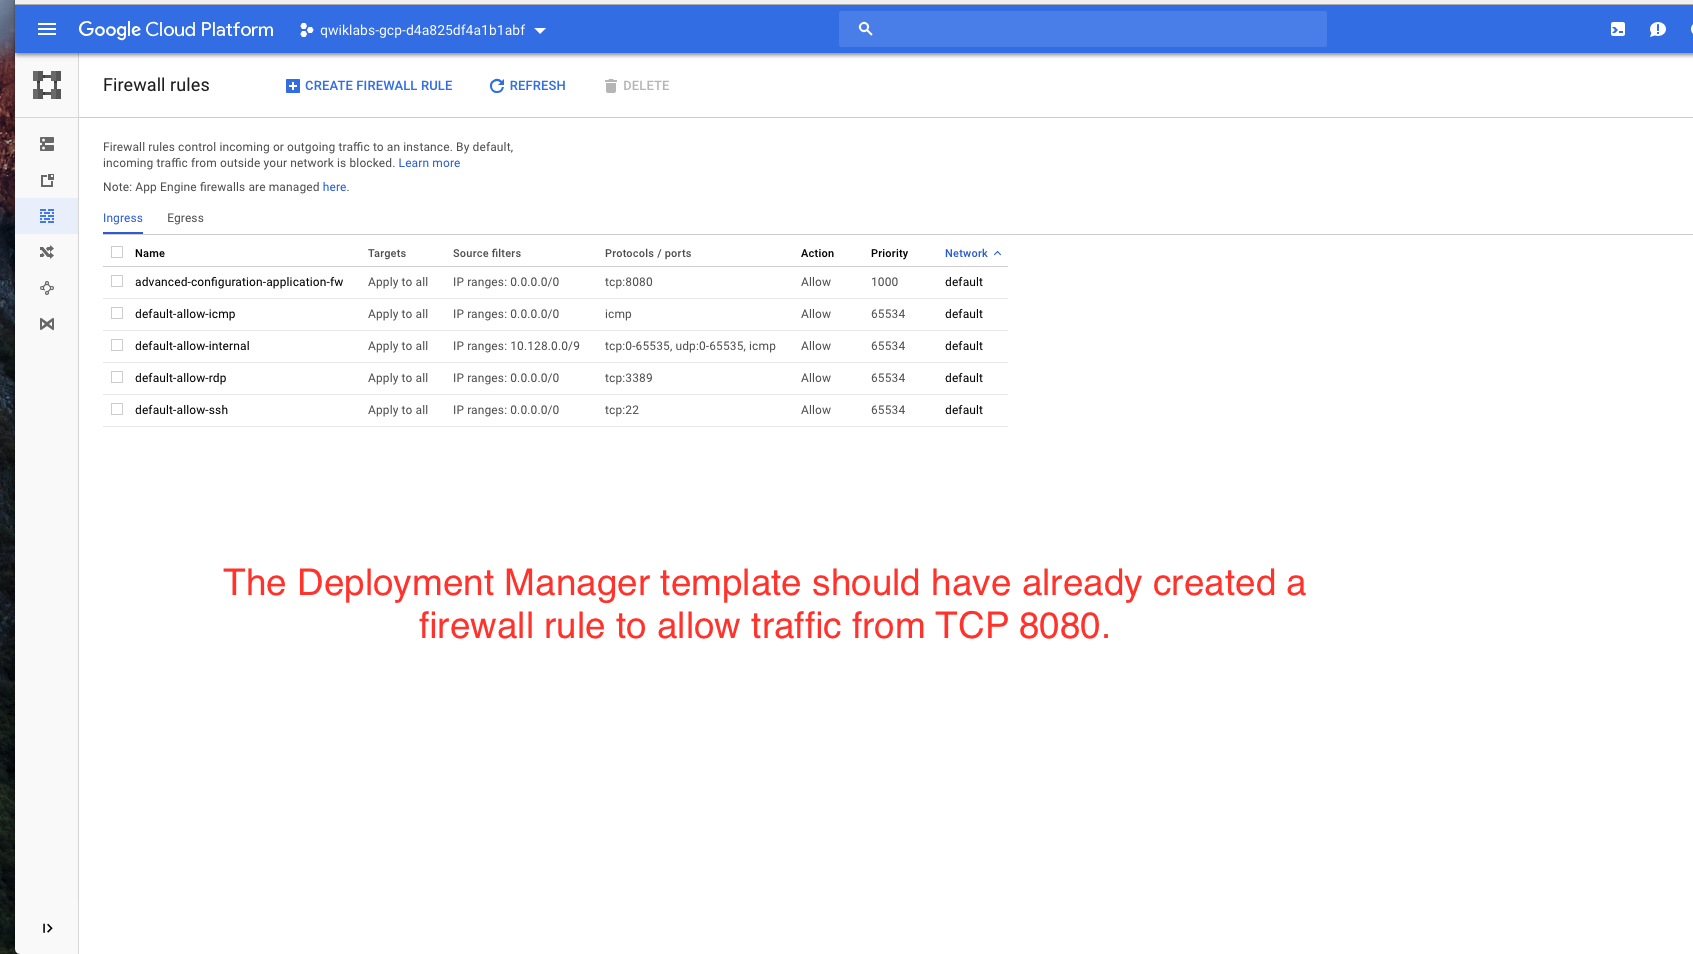 Google Cloud Platform
qwiklabs-gcp-d4a825df4a1b1abf
Firewall rules
CREATE FIREWALL RULE
REFRESH
DELETE
Firewall rules control incoming or outgoing traffic to an instance. By default,
incoming traffic from outside your network is blocked. Learn more
Note: App Engine firewalls are managed here.
Ingress Egress
Name Targets Source filters Protocols / ports Action Priority Network
advanced-configuration-application-fw Apply to all IP ranges: 0.0.0.0/0 tcp:8080 Allow 1000 default
default-allow-icmp Apply to all IP ranges: 0.0.0.0/0 icmp Allow 65534 default
default-allow-internal Apply to all IP ranges: 10.128.0.0/9 tcp:0-65535, udp:0-65535, icmp Allow 65534 default
default-allow-rdp Apply to all IP ranges: 0.0.0.0/0 tcp:3389 Allow 65534 default
default-allow-ssh Apply to all IP ranges: 0.0.0.0/0 tcp:22 Allow 65534 default
The Deployment Manager template should have already created a
firewall rule to allow traffic from TCP 8080.